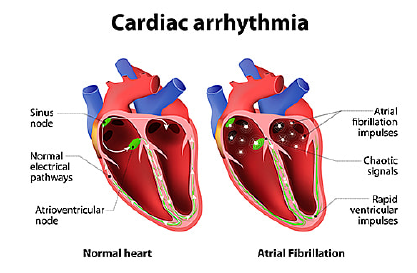 Cardiac arrhythmia
Sinus
node
Normal
electrical
pathways
Atrioventricular
node
Atrial
fibrillation
impulses
Chaotic
signals
Rapid
ventricular
impulses
Normal heart
Atrial Fibrillation